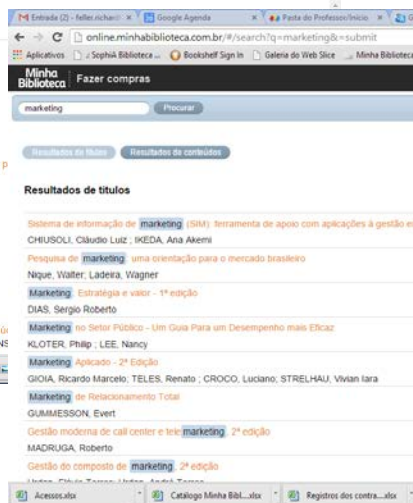 Entrada (2) - felles.richard
Google Agenda
Pasta do Professor/Início
online.minhabiblioteca.com.br/#/search?q=marketing&=submit
Aplicativos SophiA Biblioteca ... Bookshelf Sign In Galeria do Web Slice Minha Biblioteca
Minha
Biblioteca Fazer compras
marketing Procurar
Resultados de títulos Resultados de conteúdos
Resultados de títulos
Sistema de informação de marketing (SIM): ferramenta de apoio com aplicações à gestão e
CHIUSOLI, Cláudio Luiz ; IKEDA, Ana Akemi
Pesquisa de marketing: uma orientação para o mercado brasileiro
Nique, Walter; Ladeira, Wagner
Marketing: Estratégia e valor - 1ª edição
DIAS, Sergio Roberto
Marketing no Setor Público - Um Guia Para um Desempenho mais Eficaz
KLOTER, Philip ; LEE, Nancy
Marketing Aplicado - 2ª Edição
GIOIA, Ricardo Marcelo; TELES, Renato ; CROCO, Luciano; STRELHAU, Vivian Iara
Marketing de Relacionamento Total
GUMMESSON, Evert
Gestão moderna de call center e tele marketing, 2ª edição
MADRUGA, Roberto
Gestão do composto de marketing, 2ª edição
Acessos.xlsx Catálogo Minha Bibl....xlsx Registros dos contra....xlsx